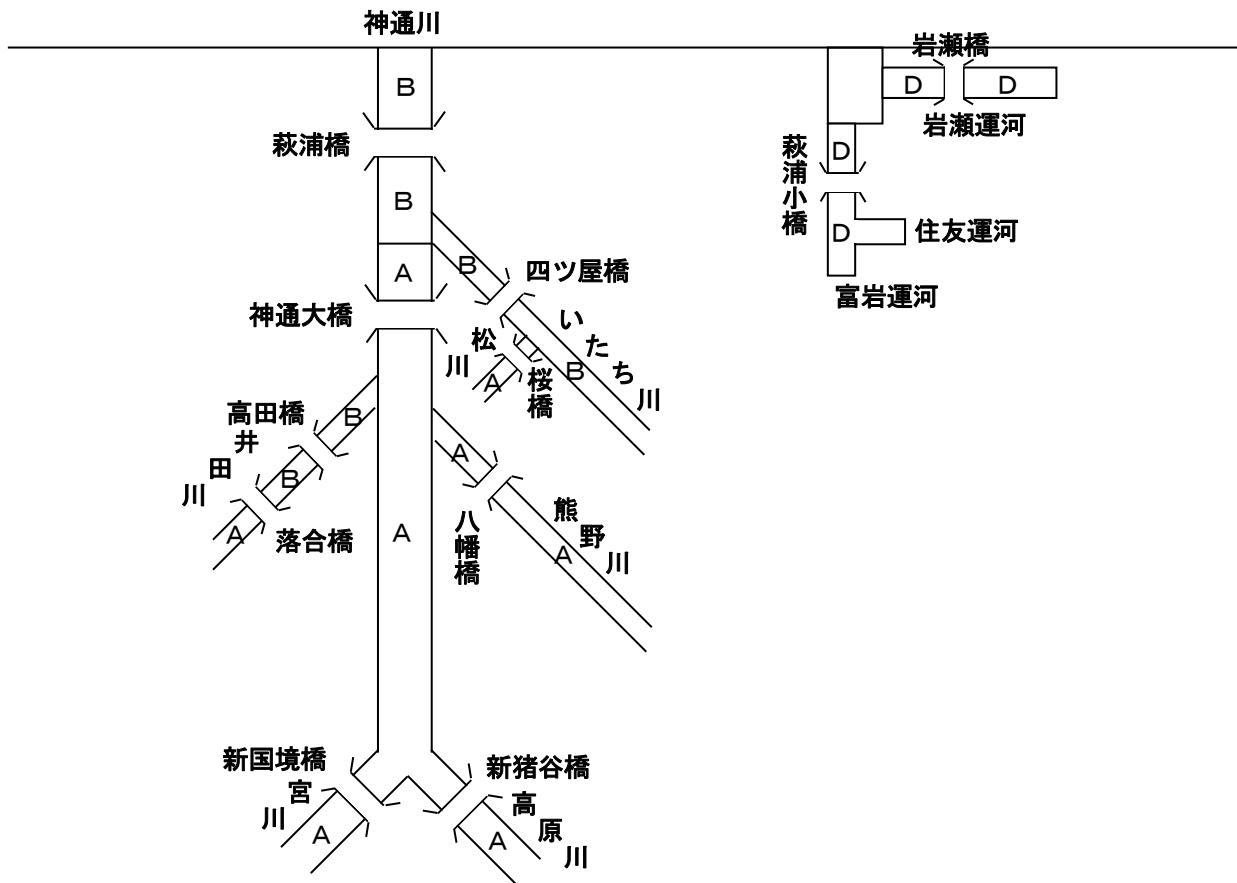 神通川
B
萩浦橋
B
A
神通大橋
B
四ツ屋橋
いたち川
B
松川
A
桜橋
高田橋
B
井田川
B
A
落合橋
A
A
八幡橋
熊野川
A
新国境橋
宮川
A
新猪谷橋
高原川
A
岩瀬橋
D
D
岩瀬運河
萩浦小橋
D
D
住友運河
富岩運河